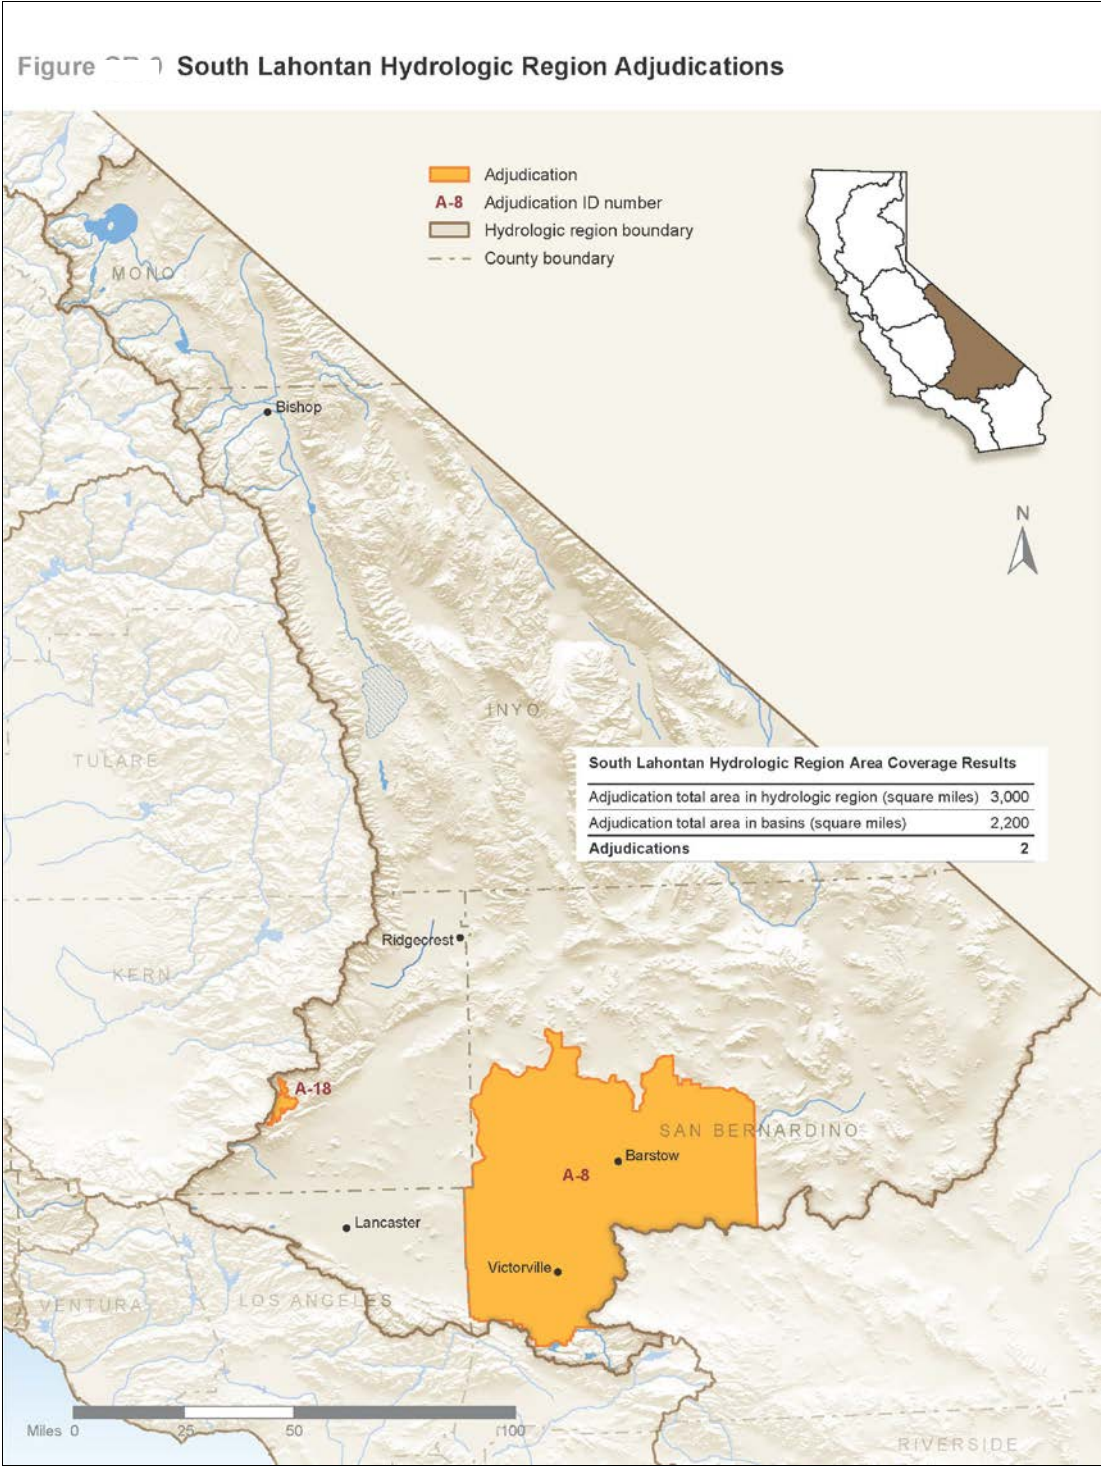 Figure South Lahontan Hydrologic Region Adjudications
Adjudication
A-8 Adjudication ID number
Hydrologic region boundary
County boundary
MONO
Bishop
N
INYO
TULARE
South Lahontan Hydrologic Region Area Coverage Results
Adjudication total area in hydrologic region (square miles) 3,000
Adjudication total area in basins (square miles) 2,200
Adjudications 2
Ridgecrest
KERN
A-18
SAN BERNARDINO
Barstow
A-8
Lancaster
Victorville
VENTURA
LOS ANGELES
Miles 0 25 50 100
RIVERSIDE